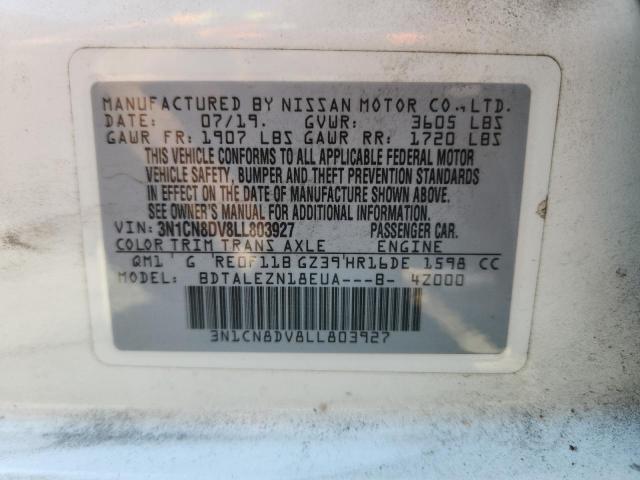 MANUFACTURED BY NISSAN MOTOR CO.,LTD.
DATE: 07/19. GVWR: 3605 LBS
GAWR FR: 1907 LBS GAWR RR: 1720 LBS
THIS VEHICLE CONFORMS TO ALL APPLICABLE FEDERAL MOTOR
VEHICLE SAFETY, BUMPER AND THEFT PREVENTION STANDARDS
IN EFFECT ON THE DATE OF MANUFACTURE SHOWN ABOVE.
SEE OWNER'S MANUAL FOR ADDITIONAL INFORMATION.
VIN: 3N1CN8DV8LL803927 PASSENGER CAR.
COLOR TRIM TRANS AXLE ENGINE
QM1 ' G 'RE0F11B GZ39'HR16DE 1598 CC
MODEL: BDTALEZN18EUA---B- 4Z000
3N1CN8DV8LL803927